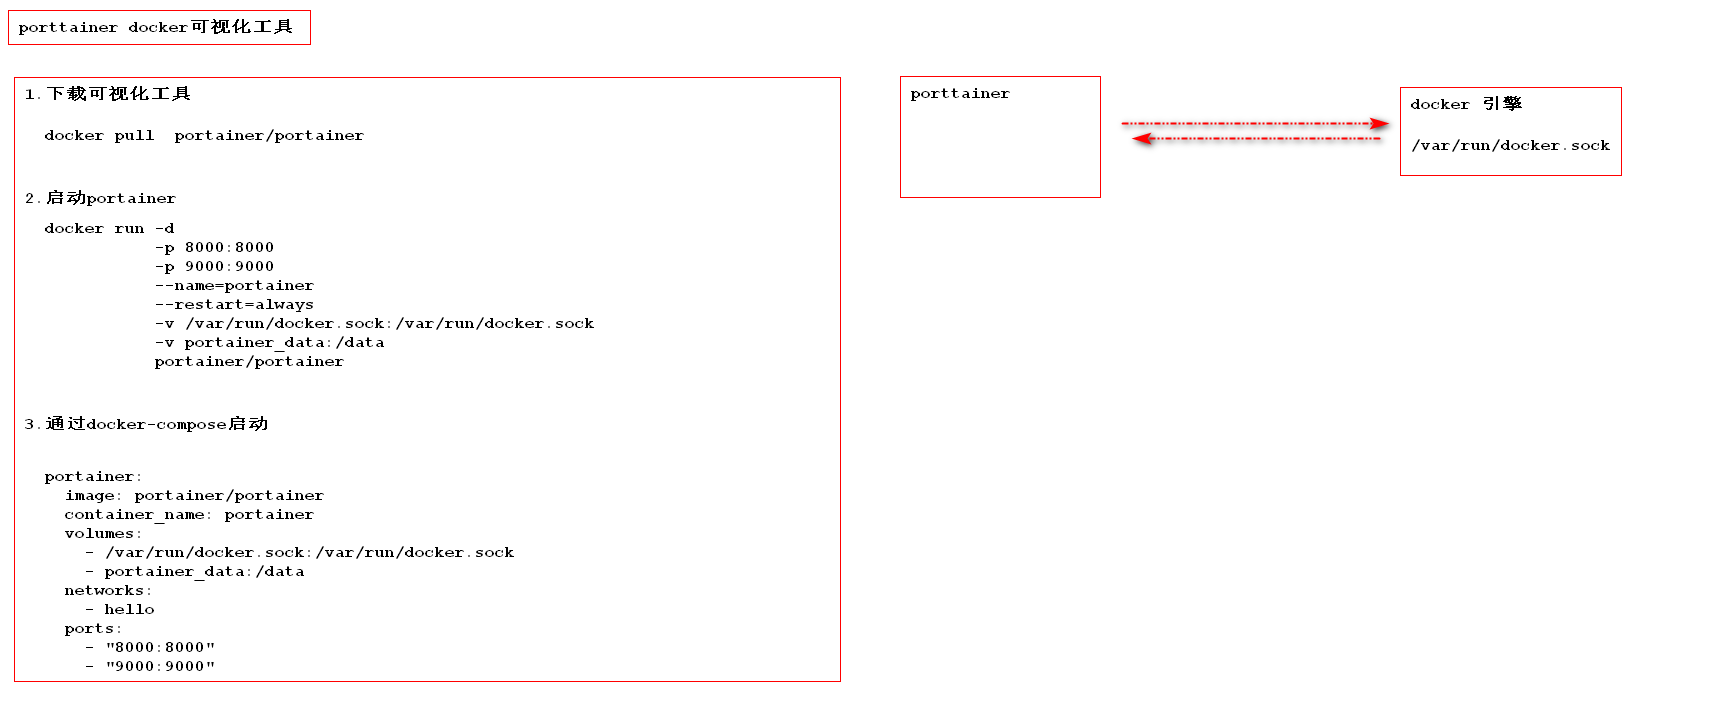 porttainer docker可视化工具
1.下载可视化工具
docker pull  portainer/portainer
2.启动portainer
docker run -d
-p 8000:8000
-p 9000:9000
--name=portainer
--restart=always
-v /var/run/docker.sock:/var/run/docker.sock
-v portainer_data:/data
portainer/portainer
3.通过docker-compose启动
portainer:
image: portainer/portainer
container_name: portainer
volumes:
- /var/run/docker.sock:/var/run/docker.sock
- portainer_data:/data
networks:
- hello
ports:
- "8000:8000"
- "9000:9000"
porttainer
docker 引擎
/var/run/docker.sock